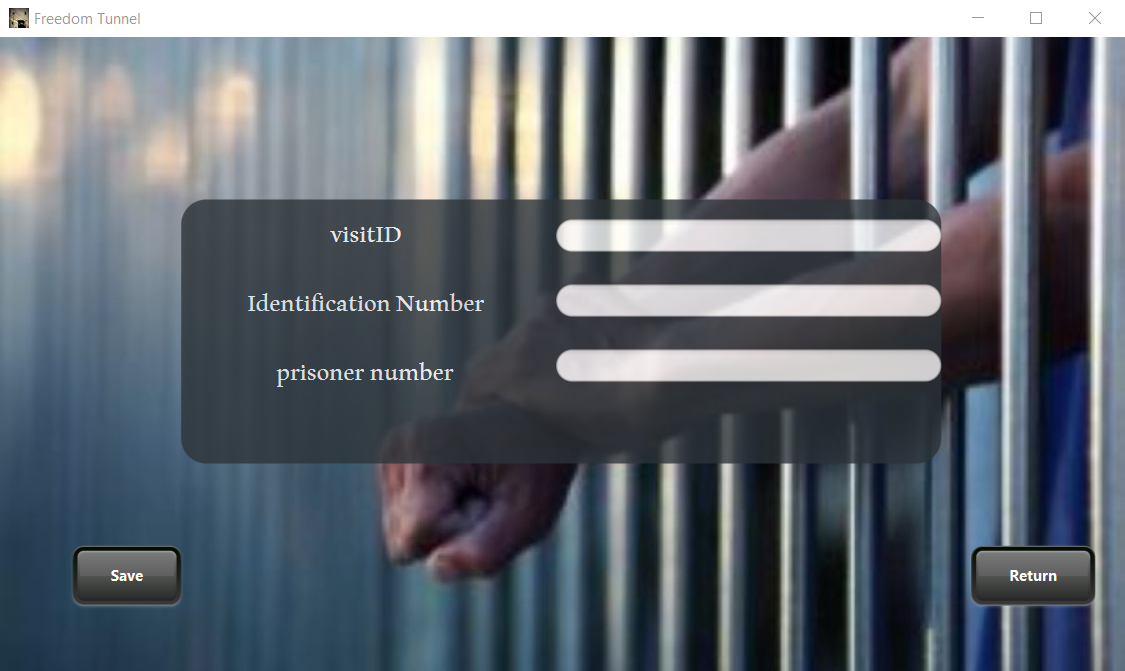 Freedom Tunnel
visitID
Identification Number
prisoner number
Save
Return